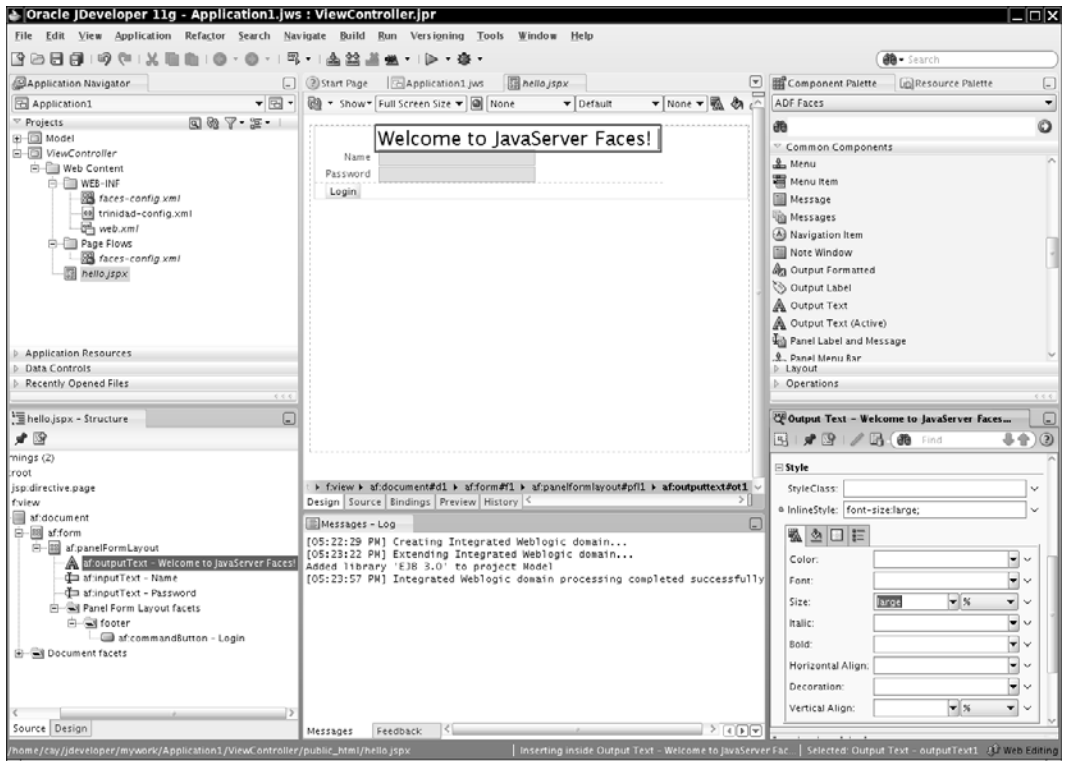 Oracle JDeveloper 11g - Application1.jws : ViewController.jpr
File Edit View Application Refactor Search Navigate Build Run Versioning Tools Window Help
Search
Application Navigator
Application1
Projects
Model
ViewController
Web Content
WEB-INF
faces-config.xml
trinidad-config.xml
web.xml
Page Flows
faces-config.xml
hello.jspx
Application Resources
Data Controls
Recently Opened Files
Start Page Application1.jws hello.jspx
Show Full Screen Size None Default None
Welcome to JavaServer Faces!
Name
Password
Login
f:view af:document#d1 af:form#f1 af:panelformlayout#pfl1 af:outputtext#ot1
Design Source Bindings Preview History
Component Palette Resource Palette
ADF Faces
Common Components
Menu
Menu Item
Message
Messages
Navigation Item
Note Window
Output Formatted
Output Label
Output Text
Output Text (Active)
Panel Label and Message
Panel Menu Bar
Layout
Operations
hello.jspx - Structure
nings (2)
root
jsp:directive.page
f:view
af:document
af:form
af:panelFormLayout
af:outputText - Welcome to JavaServer Faces!
af:inputText - Name
af:inputText - Password
Panel Form Layout facets
footer
af:commandButton - Login
Document facets
Source Design
Messages - Log
[05:22:29 PM] Creating Integrated Weblogic domain...
[05:23:22 PM] Extending Integrated Weblogic domain...
Added library 'EJB 3.0' to project Model
[05:23:57 PM] Integrated Weblogic domain processing completed successfully
Messages Feedback
Output Text - Welcome to JavaServer Faces...
Find
Style
StyleClass:
InlineStyle: font-size:large;
Color:
Font:
Size: large %
Italic:
Bold:
Horizontal Align:
Decoration:
Vertical Align: %
/home/cay/jdeveloper/mywork/Application1/ViewController/public_html/hello.jspx Inserting inside Output Text - Welcome to JavaServer Fac... Selected: Output Text - outputText1 Web Editing